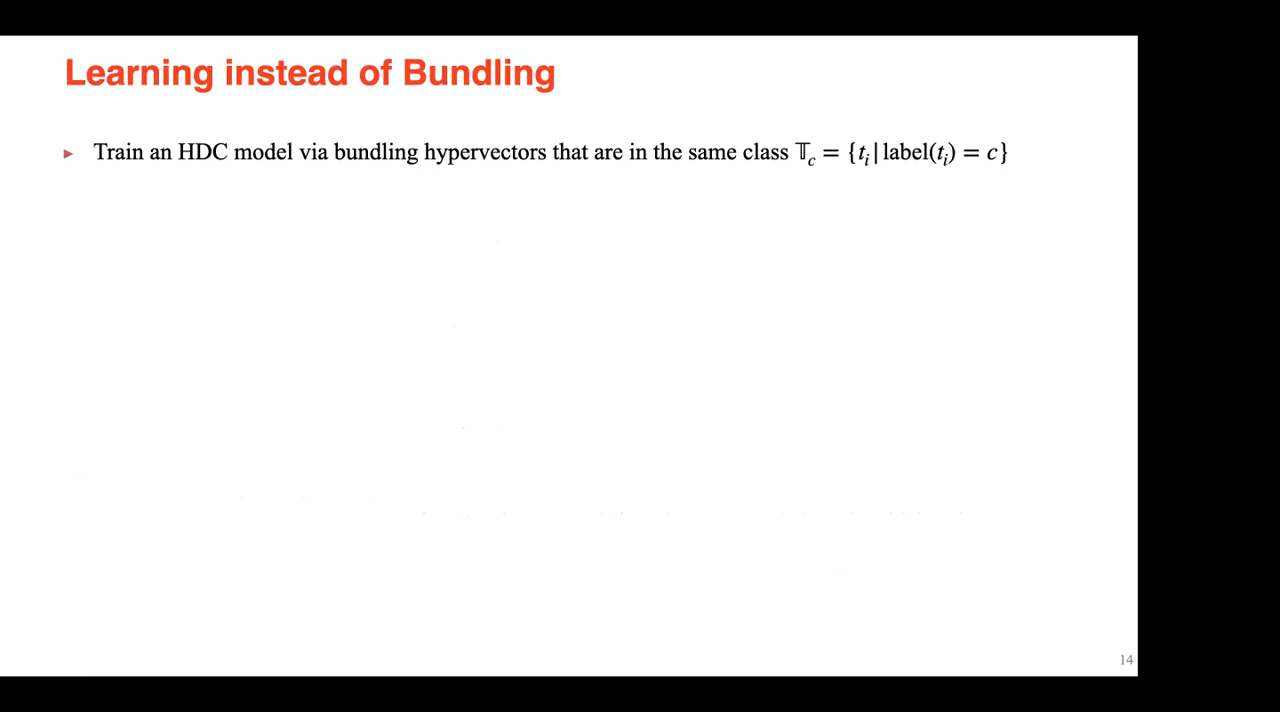 Learning instead of Bundling
▸ Train an HDC model via bundling hypervectors that are in the same class 𝕋c = {ti | label(ti) = c}
14